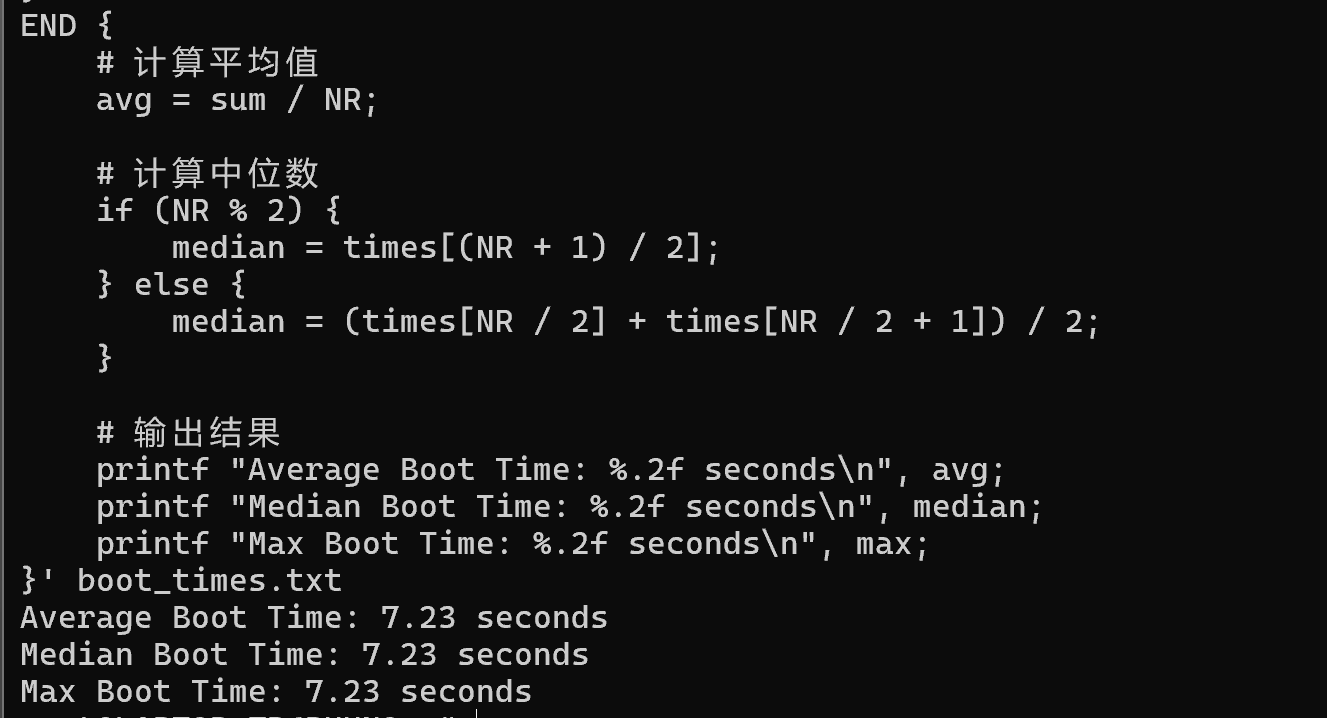 END {
    # 计算平均值
    avg = sum / NR;
    # 计算中位数
    if (NR % 2) {
        median = times[(NR + 1) / 2];
    } else {
        median = (times[NR / 2] + times[NR / 2 + 1]) / 2;
    }
    # 输出结果
    printf "Average Boot Time: %.2f seconds\n", avg;
    printf "Median Boot Time: %.2f seconds\n", median;
    printf "Max Boot Time: %.2f seconds\n", max;
}' boot_times.txt
Average Boot Time: 7.23 seconds
Median Boot Time: 7.23 seconds
Max Boot Time: 7.23 seconds